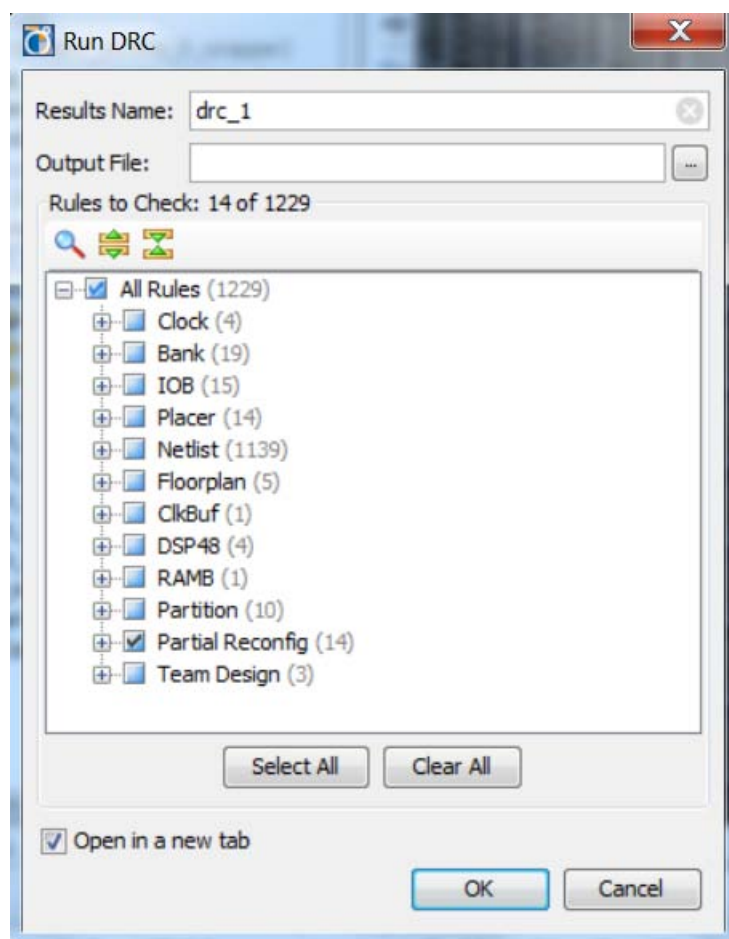 Run DRC
Results Name: drc_1
Output File:
...
Rules to Check: 14 of 1229
All Rules (1229)
Clock (4)
Bank (19)
IOB (15)
Placer (14)
Netlist (1139)
Floorplan (5)
ClkBuf (1)
DSP48 (4)
RAMB (1)
Partition (10)
Partial Reconfig (14)
Team Design (3)
Select All Clear All
Open in a new tab
OK Cancel